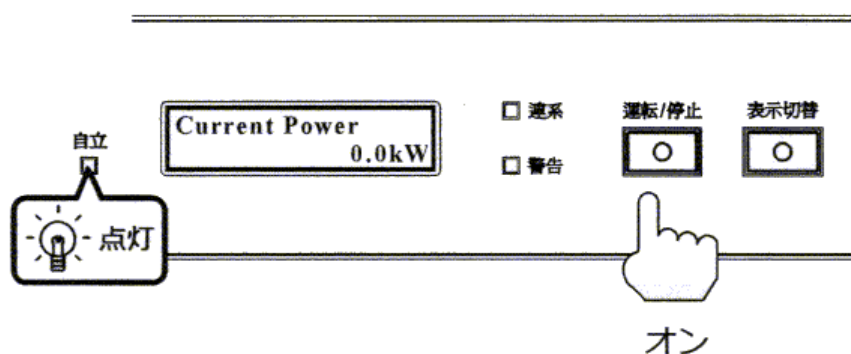 自立
Current Power
0.0kW
連系
警告
運転/停止
表示切替
点灯
オン